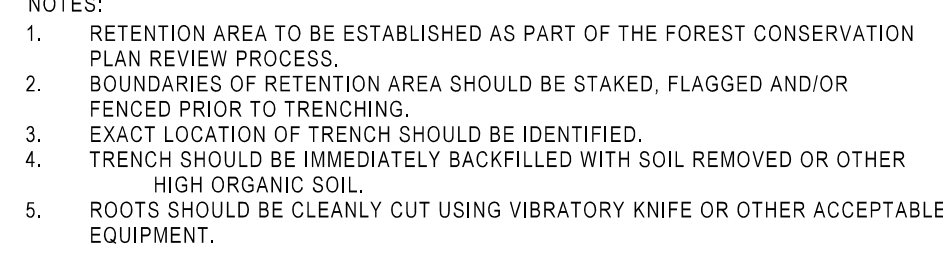 NOTES:
1. RETENTION AREA TO BE ESTABLISHED AS PART OF THE FOREST CONSERVATION
PLAN REVIEW PROCESS.
2. BOUNDARIES OF RETENTION AREA SHOULD BE STAKED, FLAGGED AND/OR
FENCED PRIOR TO TRENCHING.
3. EXACT LOCATION OF TRENCH SHOULD BE IDENTIFIED.
4. TRENCH SHOULD BE IMMEDIATELY BACKFILLED WITH SOIL REMOVED OR OTHER
HIGH ORGANIC SOIL.
5. ROOTS SHOULD BE CLEANLY CUT USING VIBRATORY KNIFE OR OTHER ACCEPTABLE
EQUIPMENT.